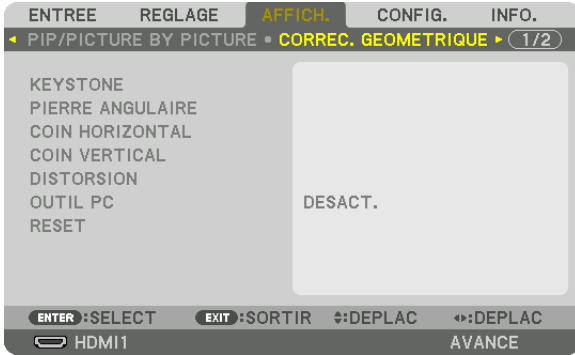 ENTREE REGLAGE AFFICH. CONFIG. INFO.
PIP/PICTURE BY PICTURE • CORREC. GEOMETRIQUE 1/2
KEYSTONE
PIERRE ANGULAIRE
COIN HORIZONTAL
COIN VERTICAL
DISTORSION
OUTIL PC DESACT.
RESET
ENTER :SELECT EXIT :SORTIR :DEPLAC :DEPLAC
HDMI1 AVANCE